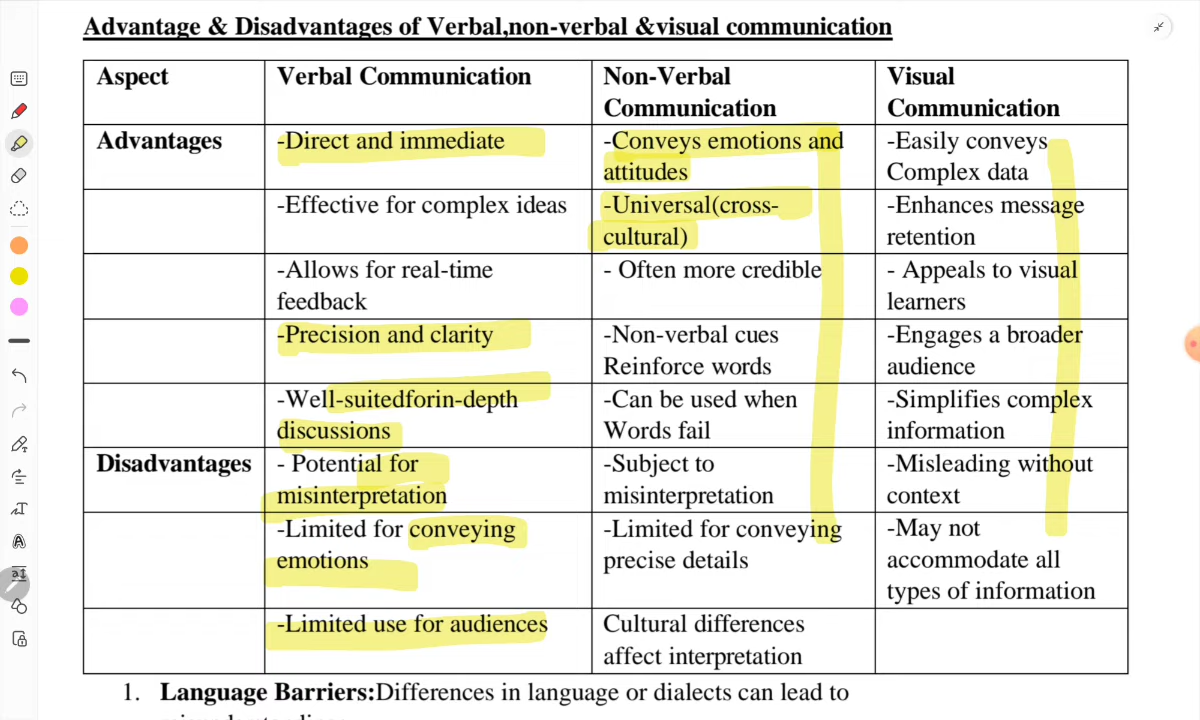 Advantage & Disadvantages of Verbal,non-verbal &visual communication
Aspect
Verbal Communication
Non-Verbal
Communication
Visual
Communication
Advantages
-Direct and immediate
-Conveys emotions and
attitudes
-Easily conveys
Complex data
-Effective for complex ideas
-Universal(cross-
cultural)
-Enhances message
retention
-Allows for real-time
feedback
- Often more credible
- Appeals to visual
learners
-Precision and clarity
-Non-verbal cues
Reinforce words
-Engages a broader
audience
-Well-suitedforin-depth
discussions
-Can be used when
Words fail
-Simplifies complex
information
Disadvantages
- Potential for
misinterpretation
-Subject to
misinterpretation
-Misleading without
context
-Limited for conveying
emotions
-Limited for conveying
precise details
-May not
accommodate all
types of information
-Limited use for audiences
Cultural differences
affect interpretation
1. Language Barriers:Differences in language or dialects can lead to